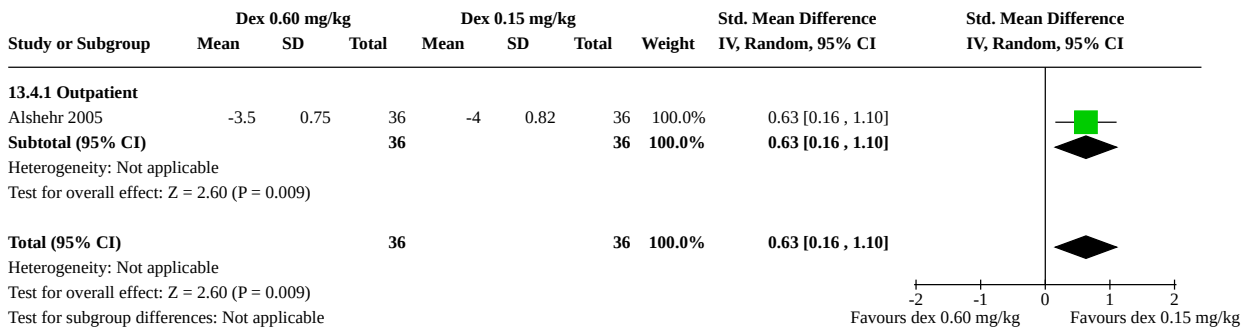 Dex 0.60 mg/kg Dex 0.15 mg/kg Std. Mean Difference Std. Mean Difference
Study or Subgroup Mean SD Total Mean SD Total Weight IV, Random, 95% CI IV, Random, 95% CI
13.4.1 Outpatient
Alshehr 2005 -3.5 0.75 36 -4 0.82 36 100.0% 0.63 [0.16 , 1.10]
Subtotal (95% CI) 36 36 100.0% 0.63 [0.16 , 1.10]
Heterogeneity: Not applicable
Test for overall effect: Z = 2.60 (P = 0.009)
Total (95% CI) 36 36 100.0% 0.63 [0.16 , 1.10]
Heterogeneity: Not applicable
Test for overall effect: Z = 2.60 (P = 0.009) -2 -1 0 1 2
Test for subgroup differences: Not applicable Favours dex 0.60 mg/kg Favours dex 0.15 mg/kg